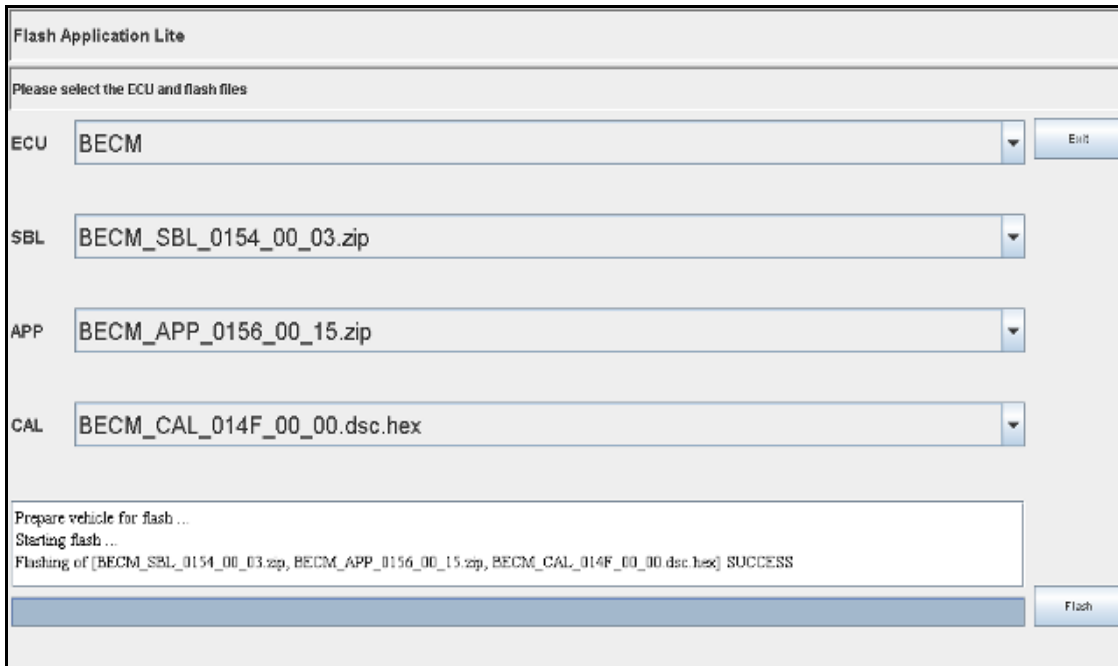 Flash Application Lite
Please select the ECU and flash files
ECU BECM Exit
SBL BECM_SBL_0154_00_03.zip
APP BECM_APP_0156_00_15.zip
CAL BECM_CAL_014F_00_00.dsc.hex
Prepare vehicle for flash ...
Starting flash ...
Flashing of [BECM_SBL_0154_00_03.zip, BECM_APP_0156_00_15.zip, BECM_CAL_014F_00_00.dsc.hex] SUCCESS
Flash